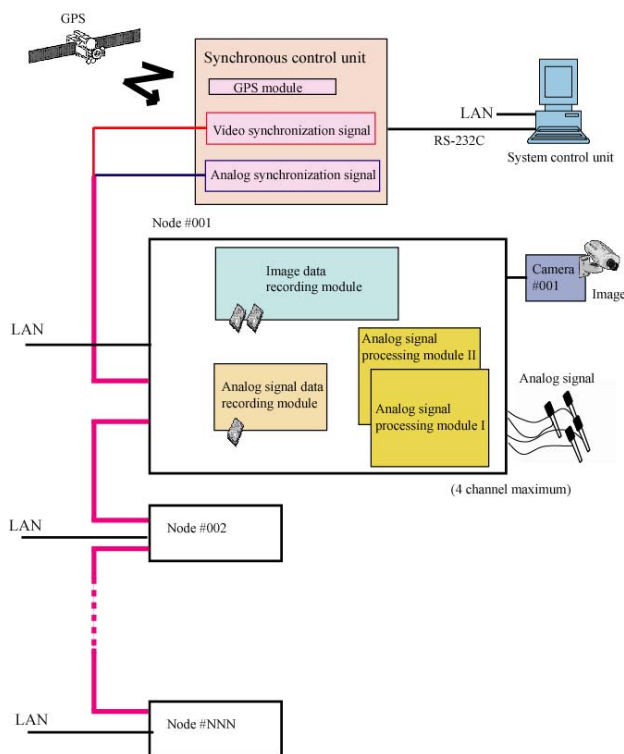 GPS
Synchronous control unit
GPS module
Video synchronization signal
Analog synchronization signal
LAN
RS-232C
System control unit
Node #001
Image data
recording module
Camera
#001
Image
LAN
Analog signal
processing module II
Analog signal data
recording module
Analog signal
processing module I
Analog signal
(4 channel maximum)
LAN
Node #002
LAN
Node #NNN